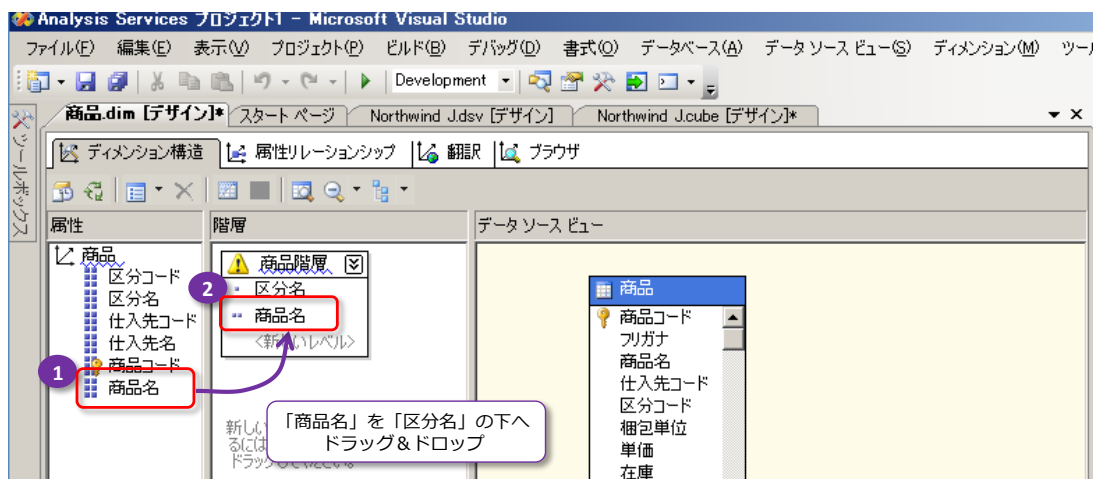 Analysis Services プロジェクト1 - Microsoft Visual Studio
ファイル(F) 編集(E) 表示(V) プロジェクト(P) ビルド(B) デバッグ(D) 書式(O) データベース(A) データ ソース ビュー(S) ディメンション(M) ツール
Development
商品.dim [デザイン]* スタート ページ Northwind J.dsv [デザイン] Northwind J.cube [デザイン]*
ツールボックス
ディメンション構造 属性リレーションシップ 翻訳 ブラウザ
属性
商品
区分コード
区分名
仕入先コード
仕入先名
商品コード
1
商品名
階層
商品階層
2
区分名
商品名
<新しいレベル>
「商品名」を「区分名」の下へ
ドラッグ&ドロップ
データ ソース ビュー
商品
商品コード
フリガナ
商品名
仕入先コード
区分コード
梱包単位
単価
在庫